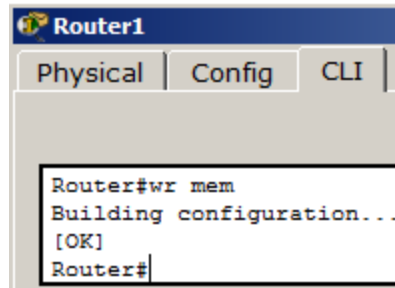 Router1
Physical Config CLI
Router#wr mem
Building configuration...
[OK]
Router#